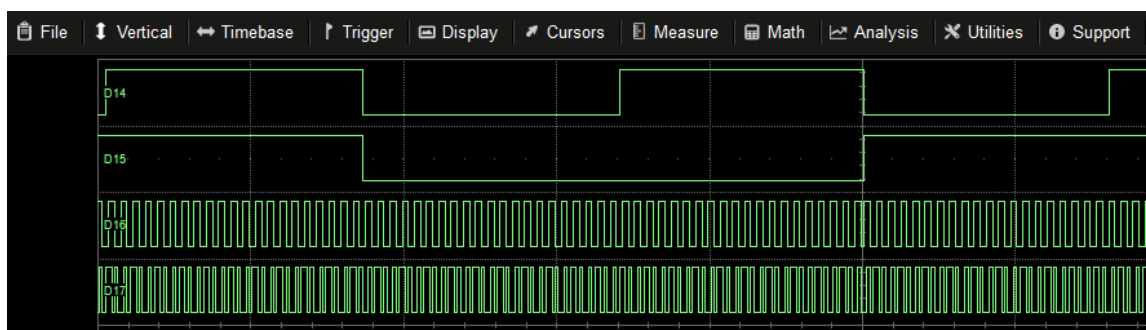 File Vertical Timebase Trigger Display Cursors Measure Math Analysis Utilities Support
D14
D15
D16
D17